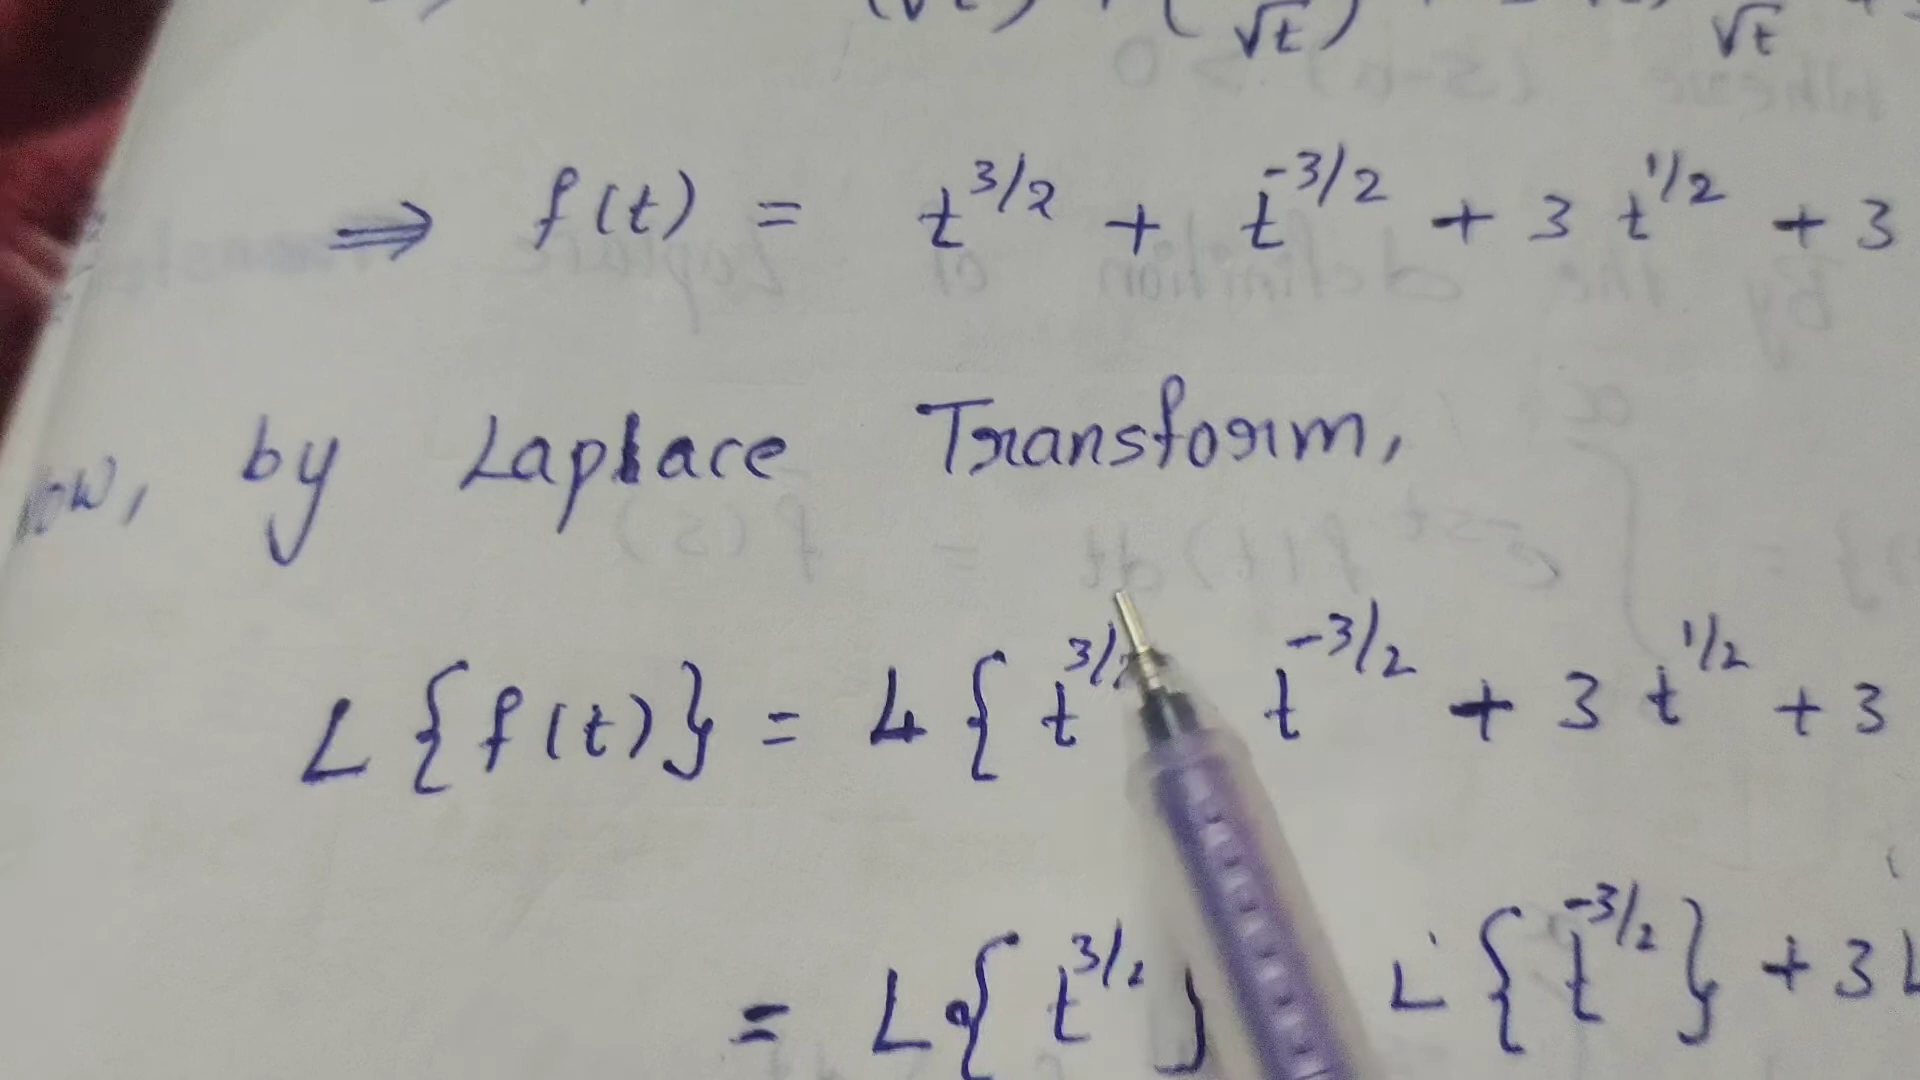 (√t) + (√t) √t
⇒ f(t) = t^3/2 + t^-3/2 + 3 t^1/2 + 3
by Laplace Transform,
L{f(t)} = L{ t^3/2 t^-3/2 + 3 t^1/2 + 3
= L{ t^3/2 } L{ t^-3/2 } + 3 L